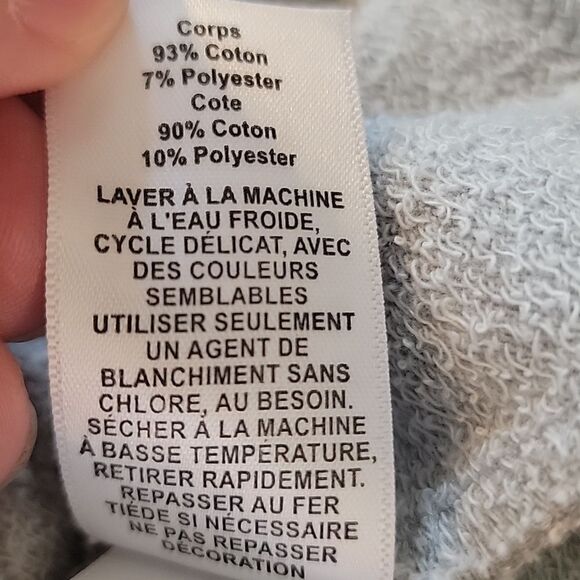 Corps
93% Coton
7% Polyester
Cote
90% Coton
10% Polyester
LAVER À LA MACHINE
À L'EAU FROIDE,
CYCLE DÉLICAT, AVEC
DES COULEURS
SEMBLABLES
UTILISER SEULEMENT
UN AGENT DE
BLANCHIMENT SANS
CHLORE, AU BESOIN.
SÉCHER À LA MACHINE
À BASSE TEMPÉRATURE,
RETIRER RAPIDEMENT.
REPASSER AU FER
TIÉDE SI NÉCESSAIRE
NE PAS REPASSER
DÉCORATION